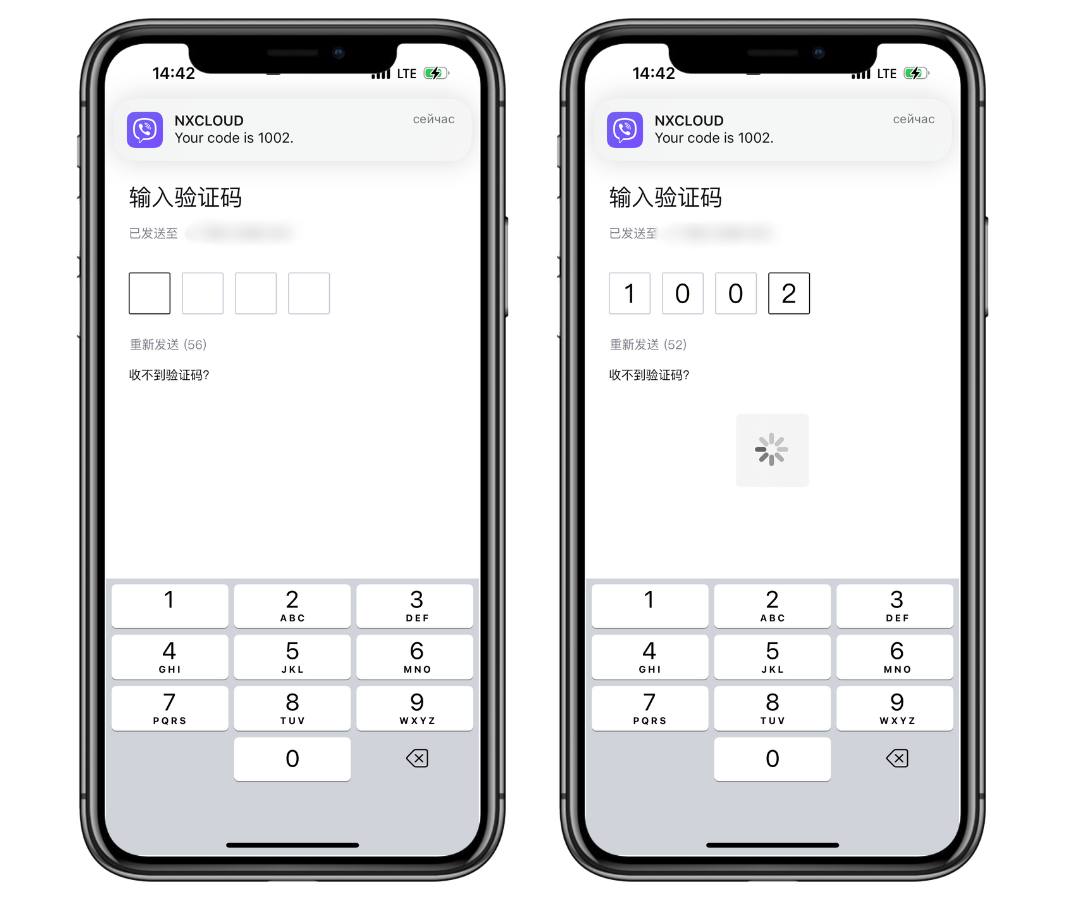 14:42 LTE
NXCLOUD сейчас
Your code is 1002.
输入验证码
已发送至
重新发送 (56)
收不到验证码?
1 2 ABC 3 DEF
4 GHI 5 JKL 6 MNO
7 PQRS 8 TUV 9 WXYZ
0
14:42 LTE
NXCLOUD сейчас
Your code is 1002.
输入验证码
已发送至
1 0 0 2
重新发送 (52)
收不到验证码?
1 2 ABC 3 DEF
4 GHI 5 JKL 6 MNO
7 PQRS 8 TUV 9 WXYZ
0